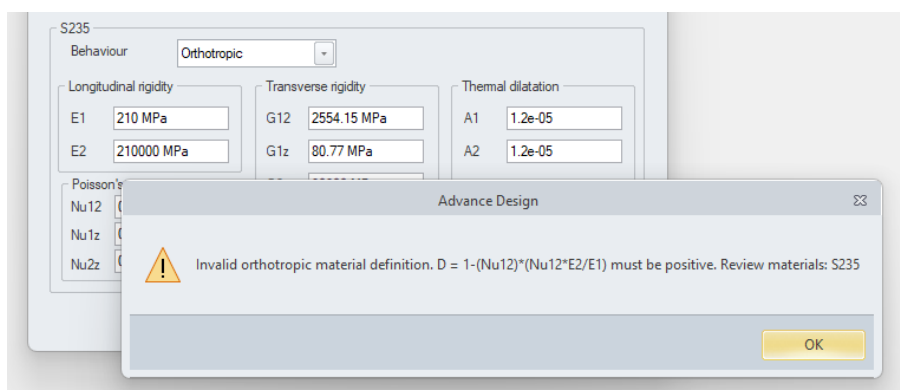 S235
Behaviour Orthotropic
Longitudinal rigidity Transverse rigidity Thermal dilatation
E1 210 MPa G12 2554.15 MPa A1 1.2e-05
E2 210000 MPa G1z 80.77 MPa A2 1.2e-05
Poisson's
Nu12
Nu1z
Nu2z
Advance Design
Invalid orthotropic material definition. D = 1-(Nu12)*(Nu12*E2/E1) must be positive. Review materials: S235
OK